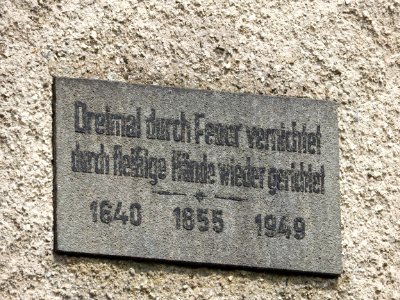 Dreimal durch Feuer vernichtet
durch fleißige Hände wieder gerichtet
1640 1855 1949